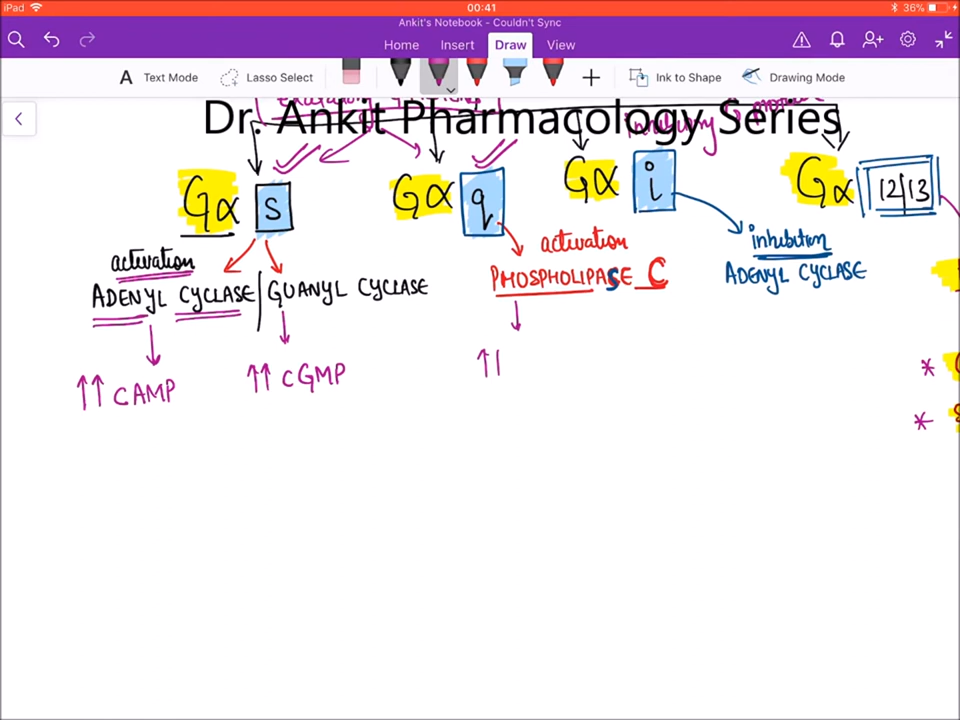 iPad 00:41 36%
Ankit's Notebook - Couldn't Sync
Home Insert Draw View
A Text Mode Lasso Select Ink to Shape Drawing Mode
Dr. Ankit Pharmacology Series
inhibitory
Gα s Gα q Gα i Gα 12/13
activation
ADENYL CYCLASE GUANYL CYCLASE
↑↑ cAMP ↑↑ cGMP
activation
PHOSPHOLIPASE C
↑I
inhibition
ADENYL CYCLASE
*
*